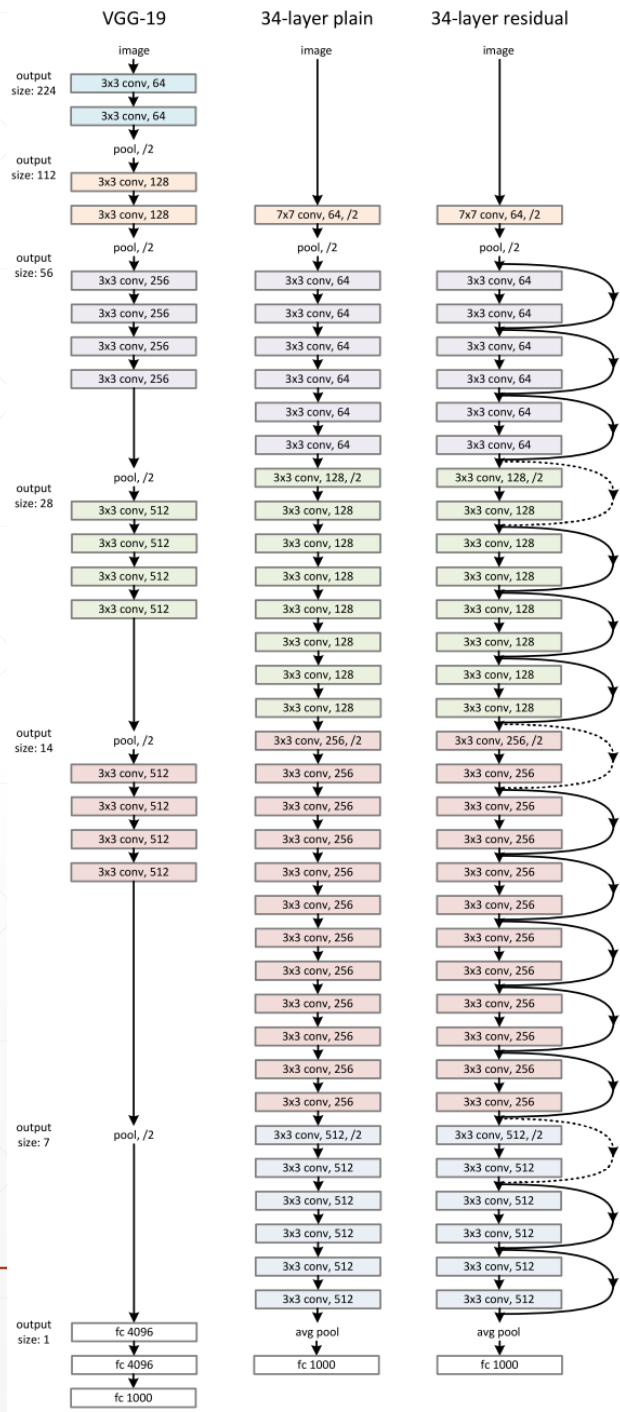 output
size: 224
output
size: 112
output
size: 56
output
size: 28
output
size: 14
output
size: 7
output
size: 1
VGG-19
image
3x3 conv, 64
3x3 conv, 64
pool, /2
3x3 conv, 128
3x3 conv, 128
pool, /2
3x3 conv, 256
3x3 conv, 256
3x3 conv, 256
3x3 conv, 256
pool, /2
3x3 conv, 512
3x3 conv, 512
3x3 conv, 512
3x3 conv, 512
pool, /2
3x3 conv, 512
3x3 conv, 512
3x3 conv, 512
3x3 conv, 512
pool, /2
fc 4096
fc 4096
fc 1000
34-layer plain
image
7x7 conv, 64, /2
pool, /2
3x3 conv, 64
3x3 conv, 64
3x3 conv, 64
3x3 conv, 64
3x3 conv, 64
3x3 conv, 64
3x3 conv, 128, /2
3x3 conv, 128
3x3 conv, 128
3x3 conv, 128
3x3 conv, 128
3x3 conv, 128
3x3 conv, 128
3x3 conv, 128
3x3 conv, 256, /2
3x3 conv, 256
3x3 conv, 256
3x3 conv, 256
3x3 conv, 256
3x3 conv, 256
3x3 conv, 256
3x3 conv, 256
3x3 conv, 256
3x3 conv, 256
3x3 conv, 256
3x3 conv, 256
3x3 conv, 512, /2
3x3 conv, 512
3x3 conv, 512
3x3 conv, 512
3x3 conv, 512
3x3 conv, 512
avg pool
fc 1000
34-layer residual
image
7x7 conv, 64, /2
pool, /2
3x3 conv, 64
3x3 conv, 64
3x3 conv, 64
3x3 conv, 64
3x3 conv, 64
3x3 conv, 64
3x3 conv, 128, /2
3x3 conv, 128
3x3 conv, 128
3x3 conv, 128
3x3 conv, 128
3x3 conv, 128
3x3 conv, 128
3x3 conv, 128
3x3 conv, 256, /2
3x3 conv, 256
3x3 conv, 256
3x3 conv, 256
3x3 conv, 256
3x3 conv, 256
3x3 conv, 256
3x3 conv, 256
3x3 conv, 256
3x3 conv, 256
3x3 conv, 256
3x3 conv, 256
3x3 conv, 512, /2
3x3 conv, 512
3x3 conv, 512
3x3 conv, 512
3x3 conv, 512
3x3 conv, 512
avg pool
fc 1000